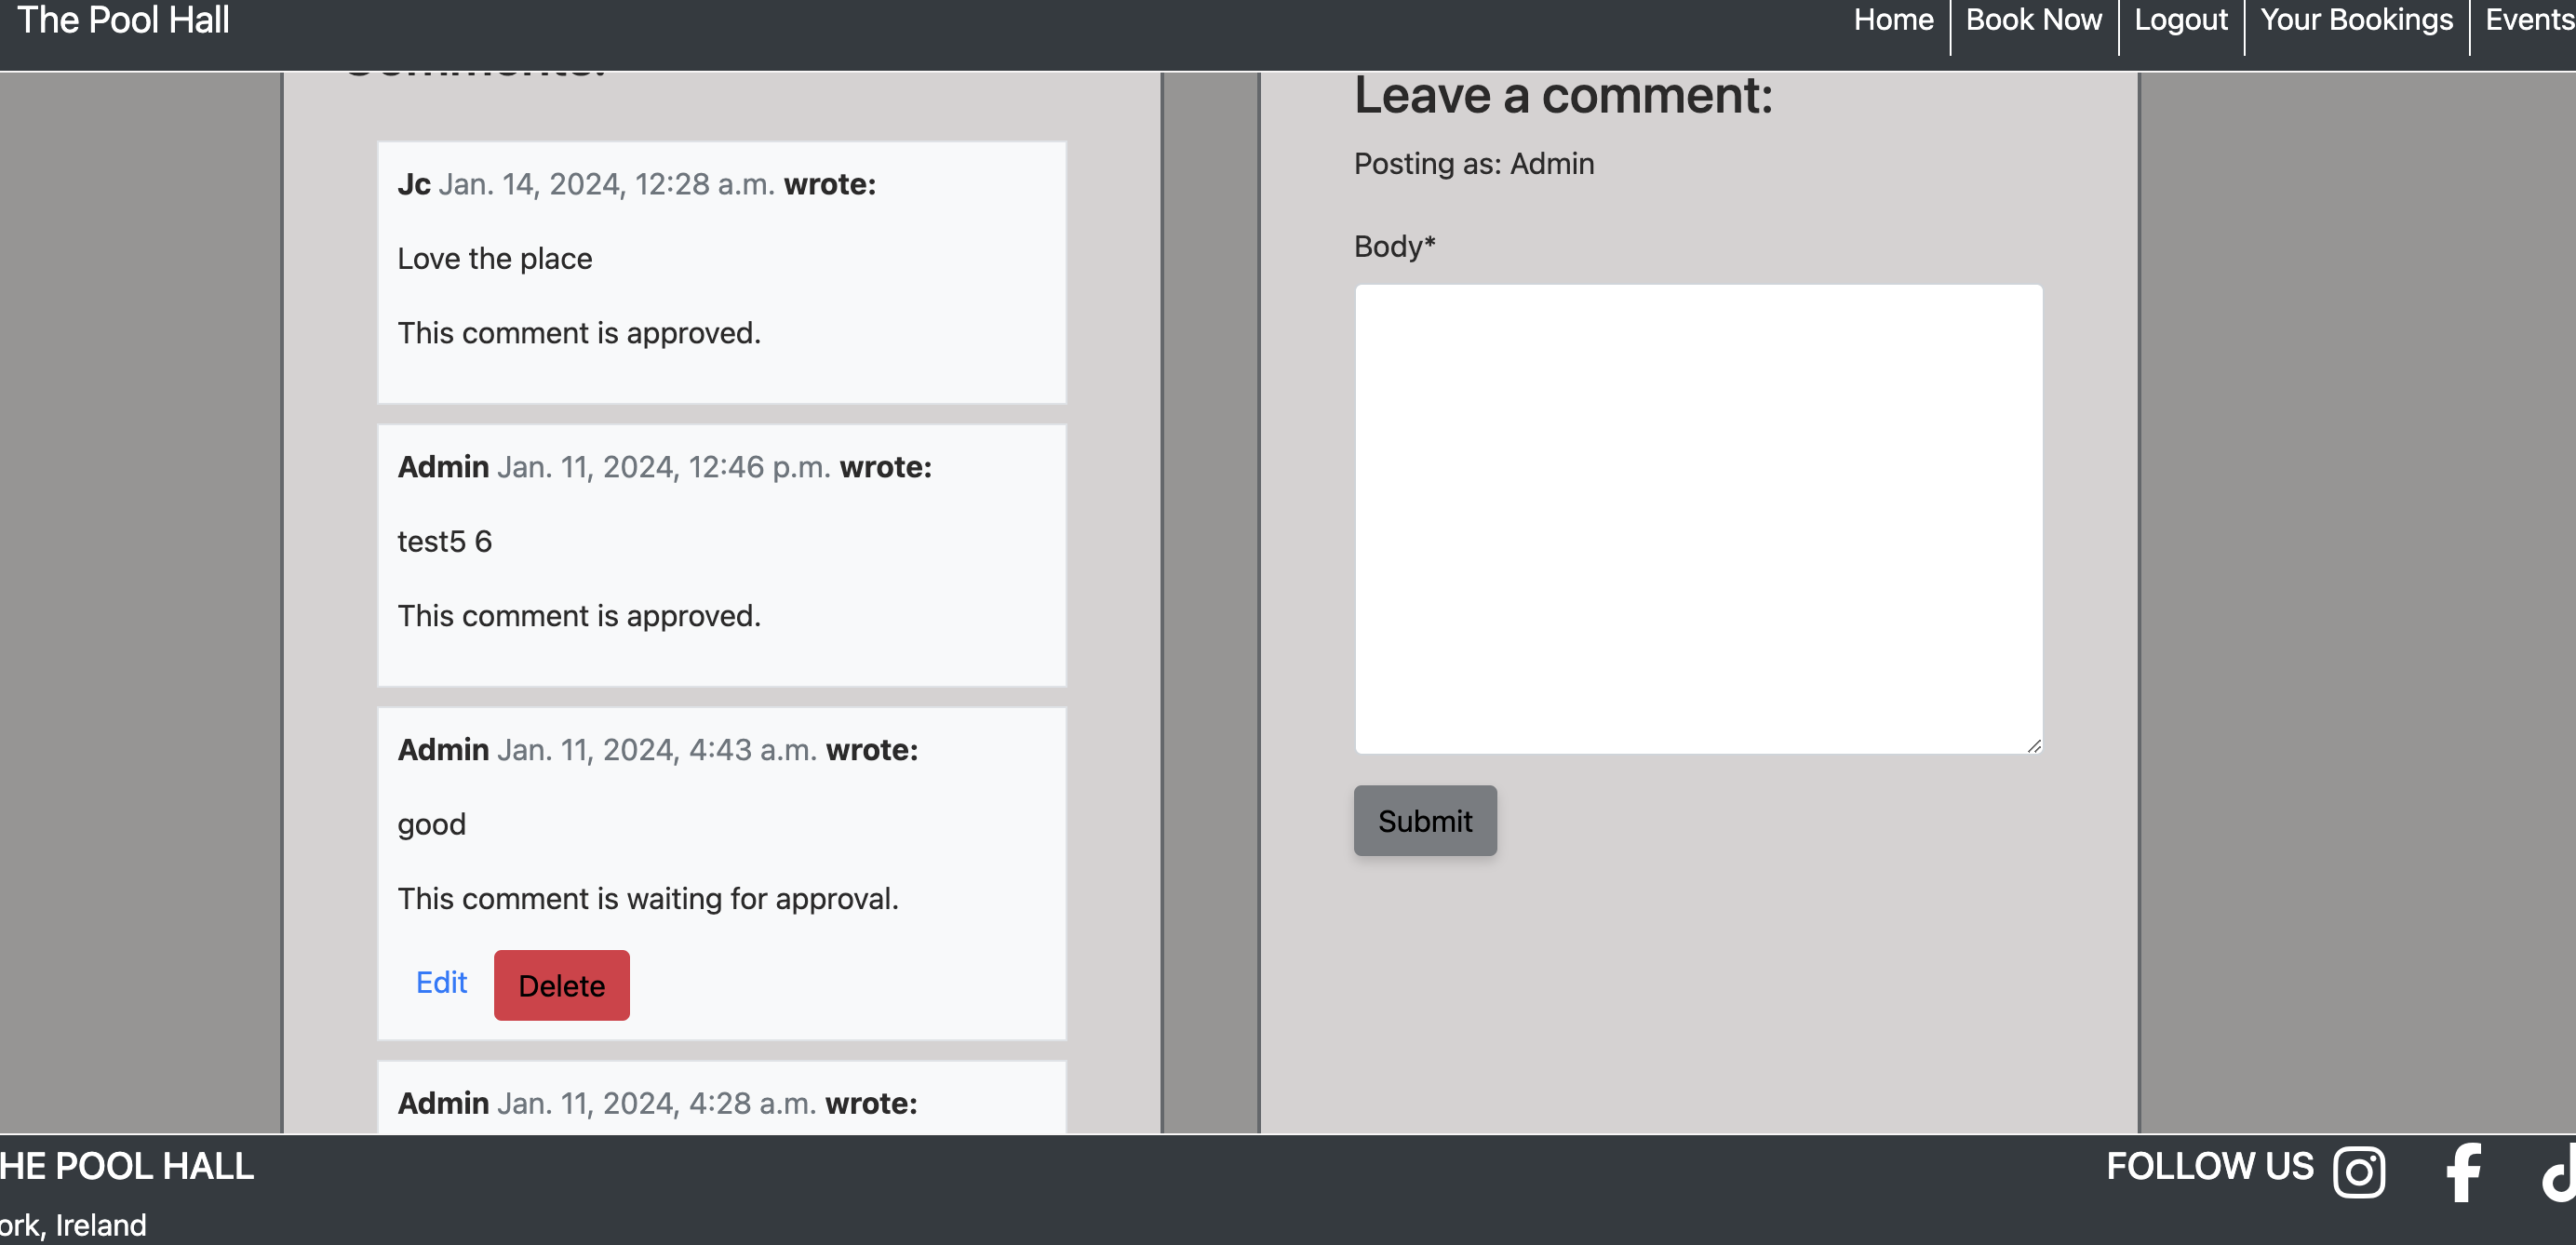 The Pool Hall
Home
Book Now
Logout
Your Bookings
Events
Jc Jan. 14, 2024, 12:28 a.m. wrote:
Love the place
This comment is approved.
Admin Jan. 11, 2024, 12:46 p.m. wrote:
test5 6
This comment is approved.
Admin Jan. 11, 2024, 4:43 a.m. wrote:
good
This comment is waiting for approval.
Edit
Delete
Admin Jan. 11, 2024, 4:28 a.m. wrote:
Leave a comment:
Posting as: Admin
Body*
Submit
HE POOL HALL
ork, Ireland
FOLLOW US